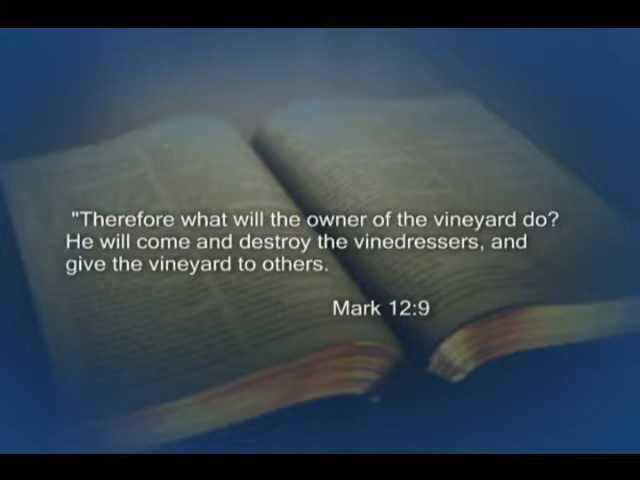 "Therefore what will the owner of the vineyard do?
He will come and destroy the vinedressers, and
give the vineyard to others.
Mark 12:9